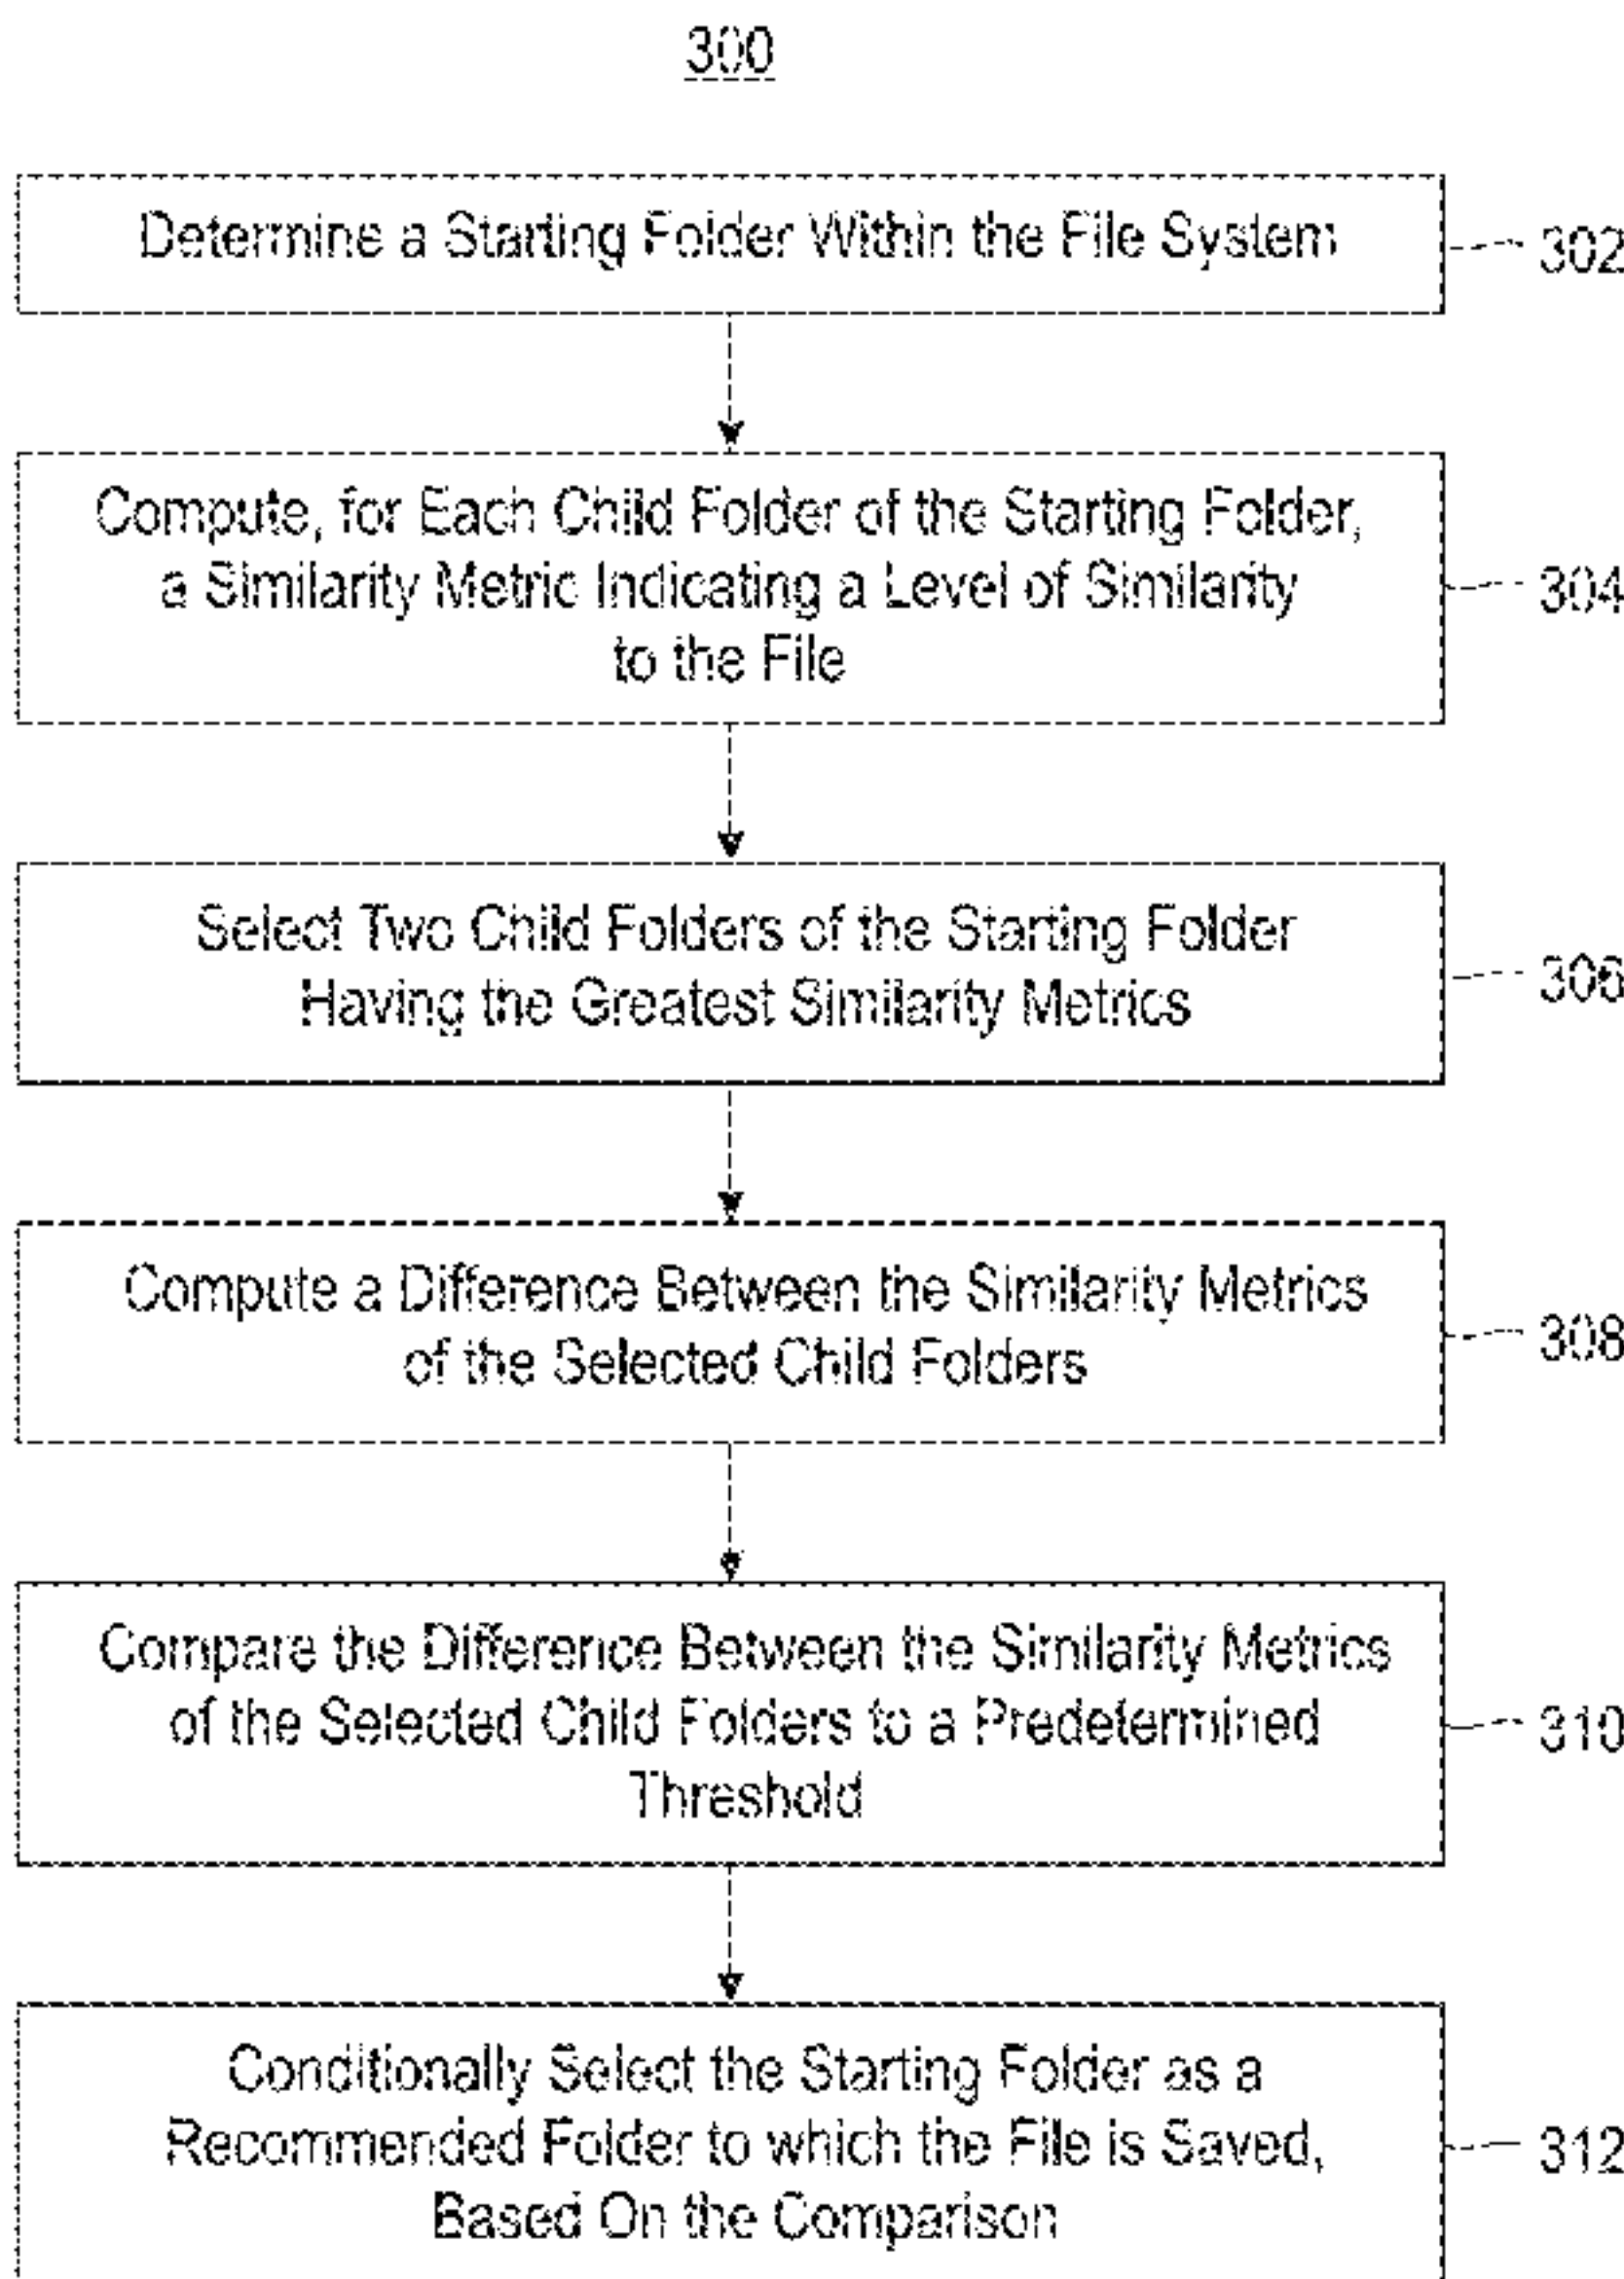 300
Determine a Starting Folder Within the File System
302
Compute, for Each Child Folder of the Starting Folder,
a Similarity Metric Indicating a Level of Similarity
to the File
304
Select Two Child Folders of the Starting Folder
Having the Greatest Similarity Metrics
306
Compute a Difference Between the Similarity Metrics
of the Selected Child Folders
308
Compare the Difference Between the Similarity Metrics
of the Selected Child Folders to a Predetermined
Threshold
310
Conditionally Select the Starting Folder as a
Recommended Folder to which the File is Saved,
Based On the Comparison
312